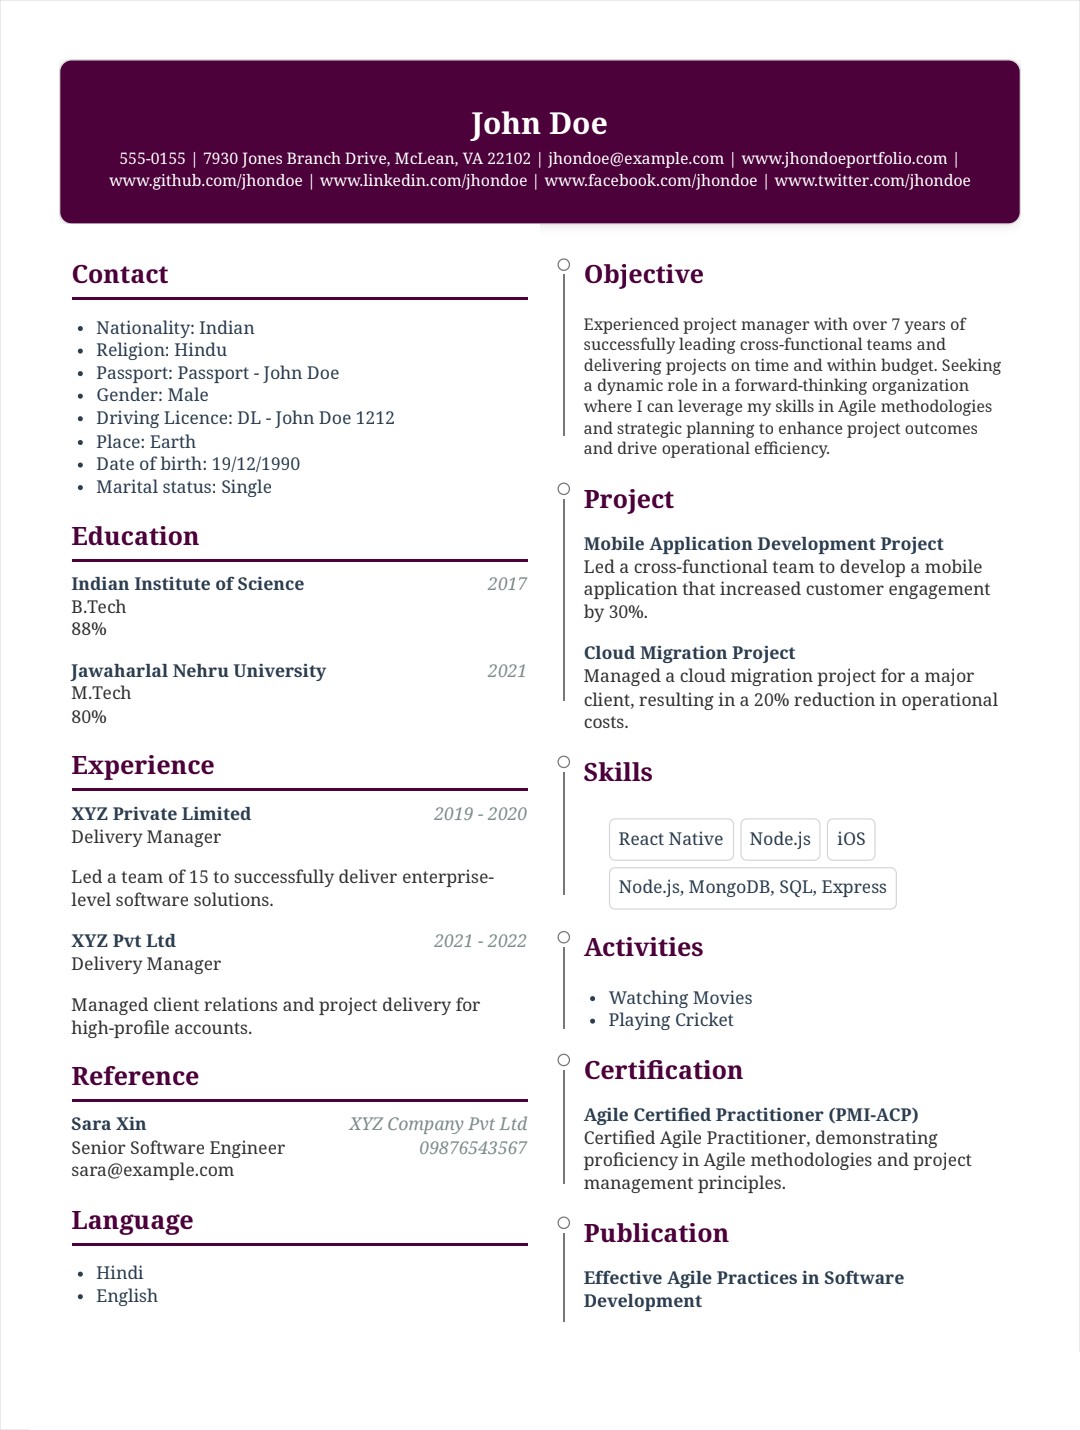 John Doe
555-0155 | 7930 Jones Branch Drive, McLean, VA 22102 | jhondoe@example.com | www.jhondoeportfolio.com |
www.github.com/jhondoe | www.linkedin.com/jhondoe | www.facebook.com/jhondoe | www.twitter.com/jhondoe
Contact
• Nationality: Indian
• Religion: Hindu
• Passport: Passport - John Doe
• Gender: Male
• Driving Licence: DL - John Doe 1212
• Place: Earth
• Date of birth: 19/12/1990
• Marital status: Single
Education
Indian Institute of Science 2017
B.Tech
88%
Jawaharlal Nehru University 2021
M.Tech
80%
Experience
XYZ Private Limited 2019 - 2020
Delivery Manager
Led a team of 15 to successfully deliver enterprise-
level software solutions.
XYZ Pvt Ltd 2021 - 2022
Delivery Manager
Managed client relations and project delivery for
high-profile accounts.
Reference
Sara Xin XYZ Company Pvt Ltd
Senior Software Engineer 09876543567
sara@example.com
Language
• Hindi
• English
Objective
Experienced project manager with over 7 years of
successfully leading cross-functional teams and
delivering projects on time and within budget. Seeking
a dynamic role in a forward-thinking organization
where I can leverage my skills in Agile methodologies
and strategic planning to enhance project outcomes
and drive operational efficiency.
Project
Mobile Application Development Project
Led a cross-functional team to develop a mobile
application that increased customer engagement
by 30%.
Cloud Migration Project
Managed a cloud migration project for a major
client, resulting in a 20% reduction in operational
costs.
Skills
React Native Node.js iOS
Node.js, MongoDB, SQL, Express
Activities
• Watching Movies
• Playing Cricket
Certification
Agile Certified Practitioner (PMI-ACP)
Certified Agile Practitioner, demonstrating
proficiency in Agile methodologies and project
management principles.
Publication
Effective Agile Practices in Software
Development